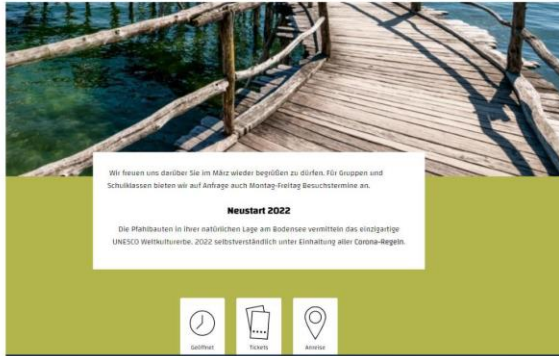 Wir freuen uns darüber Sie im März wieder begrüßen zu dürfen. Für Gruppen und
Schulklassen bieten wir auf Anfrage auch Montag-Freitag Besuchstermine an.
Neustart 2022
Die Pfahlbauten in ihrer natürlichen Lage am Bodensee vermitteln das einzigartige
UNESCO Weltkulturerbe. 2022 selbstverständlich unter Einhaltung aller Corona-Regeln.
Geöffnet
Tickets
Anreise